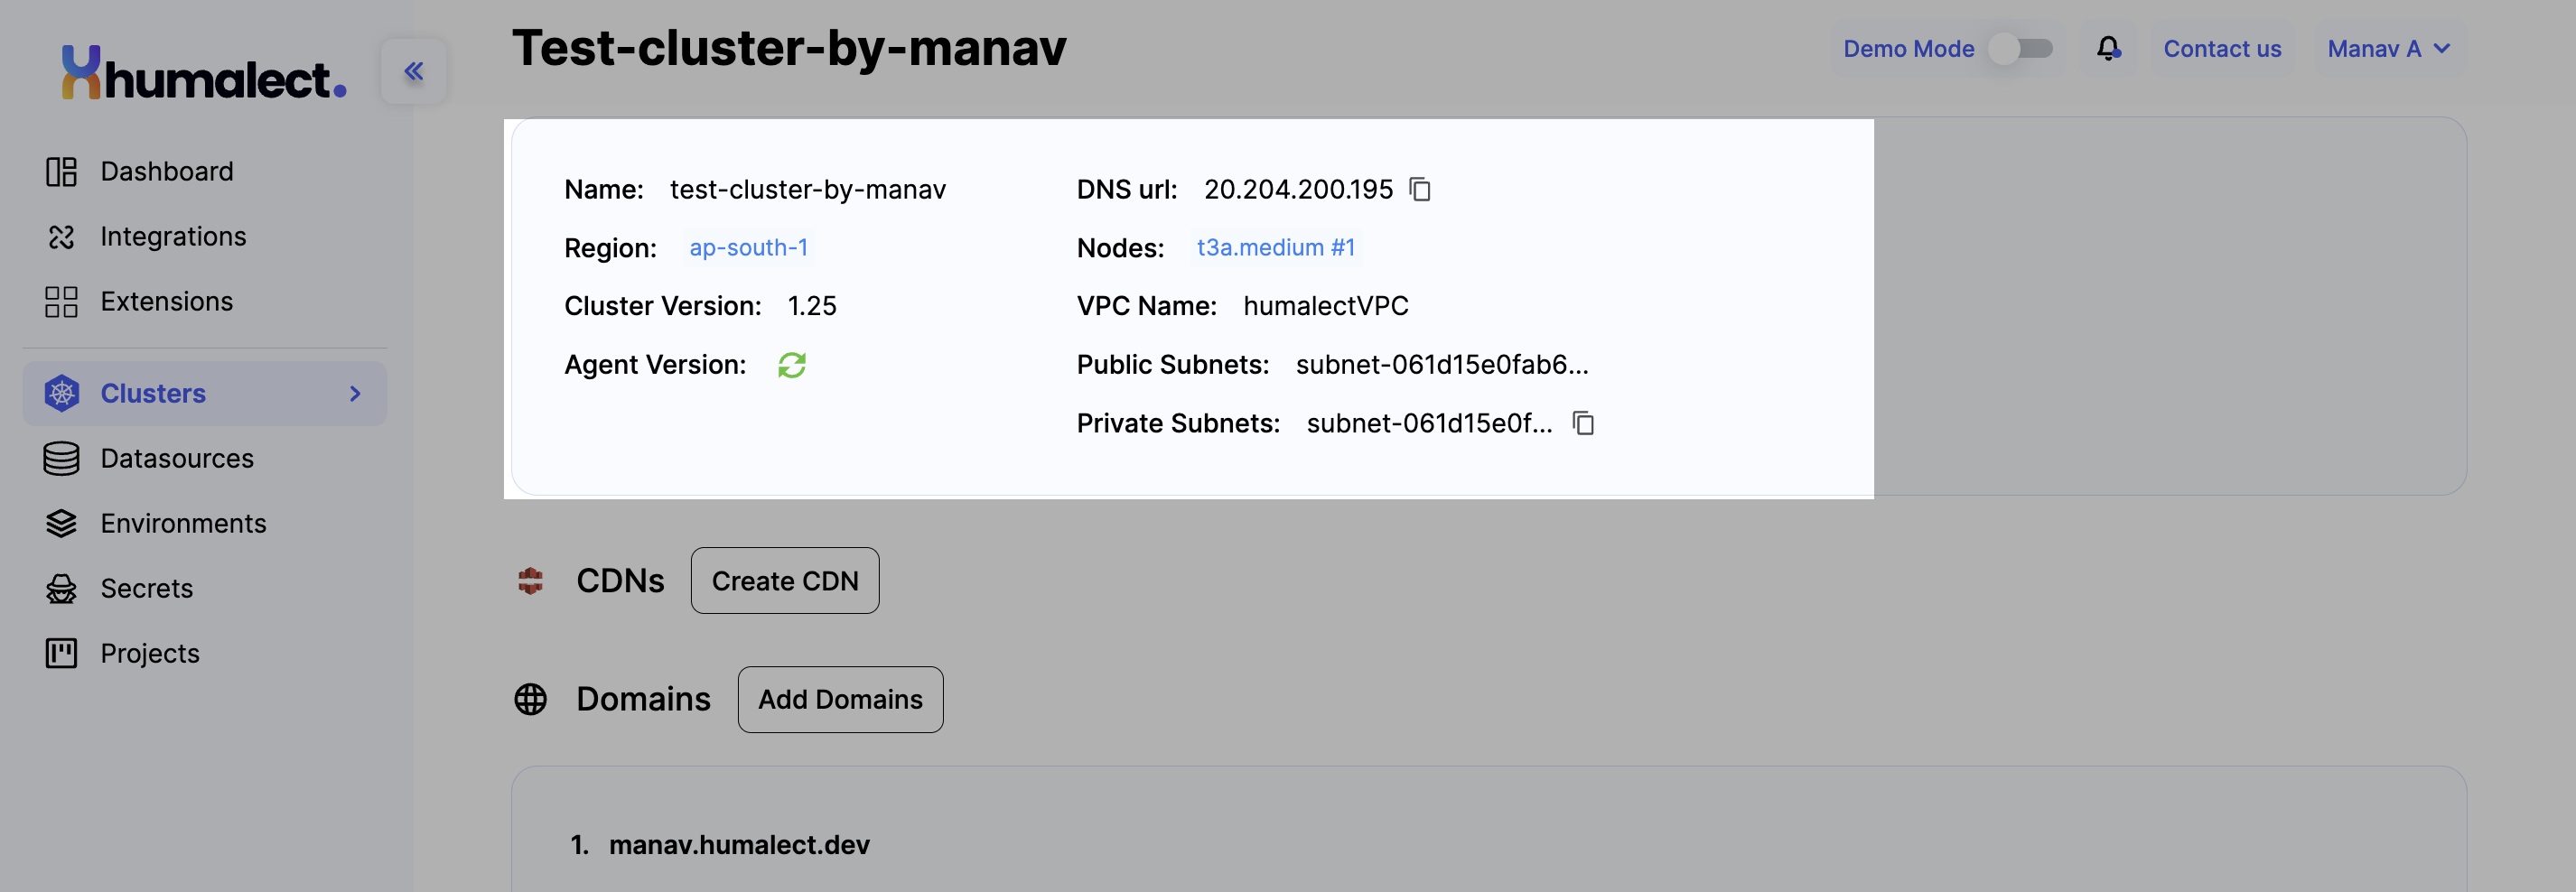 humalect.
Dashboard
Integrations
Extensions
Clusters
Datasources
Environments
Secrets
Projects
Test-cluster-by-manav
Demo Mode
Contact us
Manav A
Name: test-cluster-by-manav
Region: ap-south-1
Cluster Version: 1.25
Agent Version:
DNS url: 20.204.200.195
Nodes: t3a.medium #1
VPC Name: humalectVPC
Public Subnets: subnet-061d15e0fab6...
Private Subnets: subnet-061d15e0f...
CDNs Create CDN
Domains Add Domains
1. manav.humalect.dev